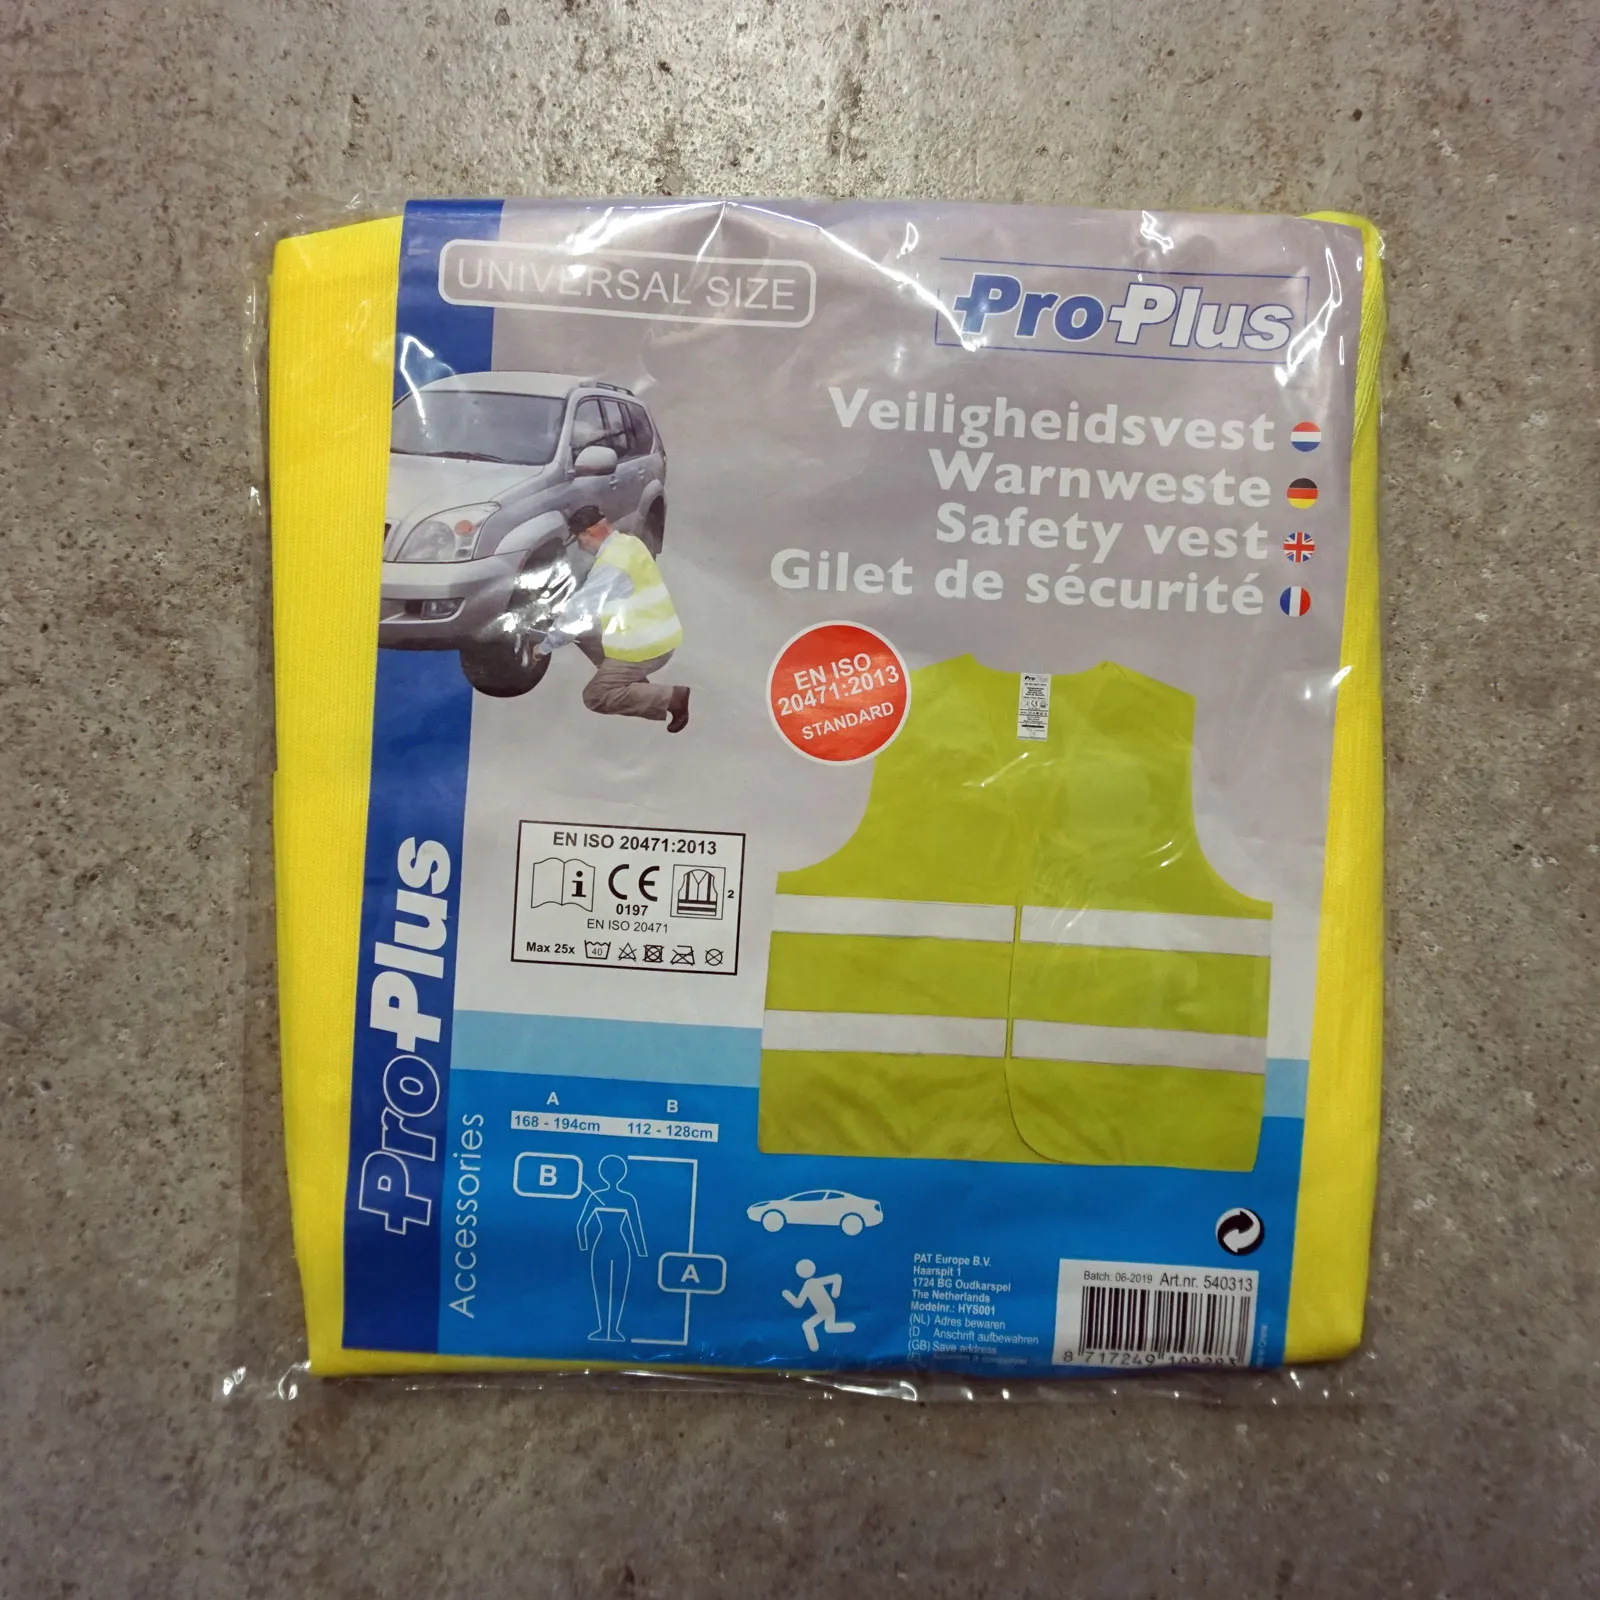 UNIVERSAL SIZE
ProPlus
Veiligheidsvest
Warnweste
Safety vest
Gilet de sécurité
EN ISO
20471:2013
STANDARD
ProPlus
EN ISO 20471:2013
i CE 2
0197
EN ISO 20471
Max 25x 40
ProPlus
Accessories
A B
168 - 194cm 112 - 128cm
B
A
PAT Europe B.V.
Haarspit 1
1724 BG Oudkarspel
The Netherlands
Modelnr.: HYS001
(NL) Adres bewaren
(D Anschrift aufbewahren
(GB) Save address
Batch: 06-2019 Art.nr. 540313
8 717249